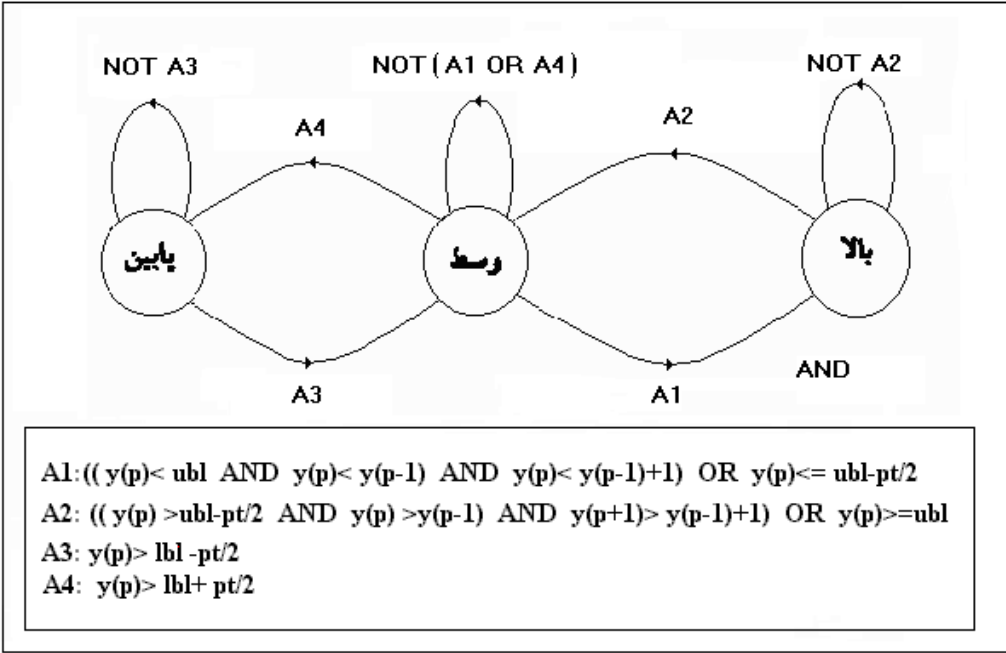 NOT A3
NOT ( A1 OR A4 )
NOT A2
A4
A2
پایین
وسط
بالا
A3
A1
AND
A1: (( y(p)< ubl AND y(p)< y(p-1) AND y(p)< y(p-1)+1) OR y(p)<= ubl-pt/2
A2: (( y(p) >ubl-pt/2 AND y(p) >y(p-1) AND y(p+1)> y(p-1)+1) OR y(p)>=ubl
A3: y(p)> lbl -pt/2
A4: y(p)> lbl+ pt/2